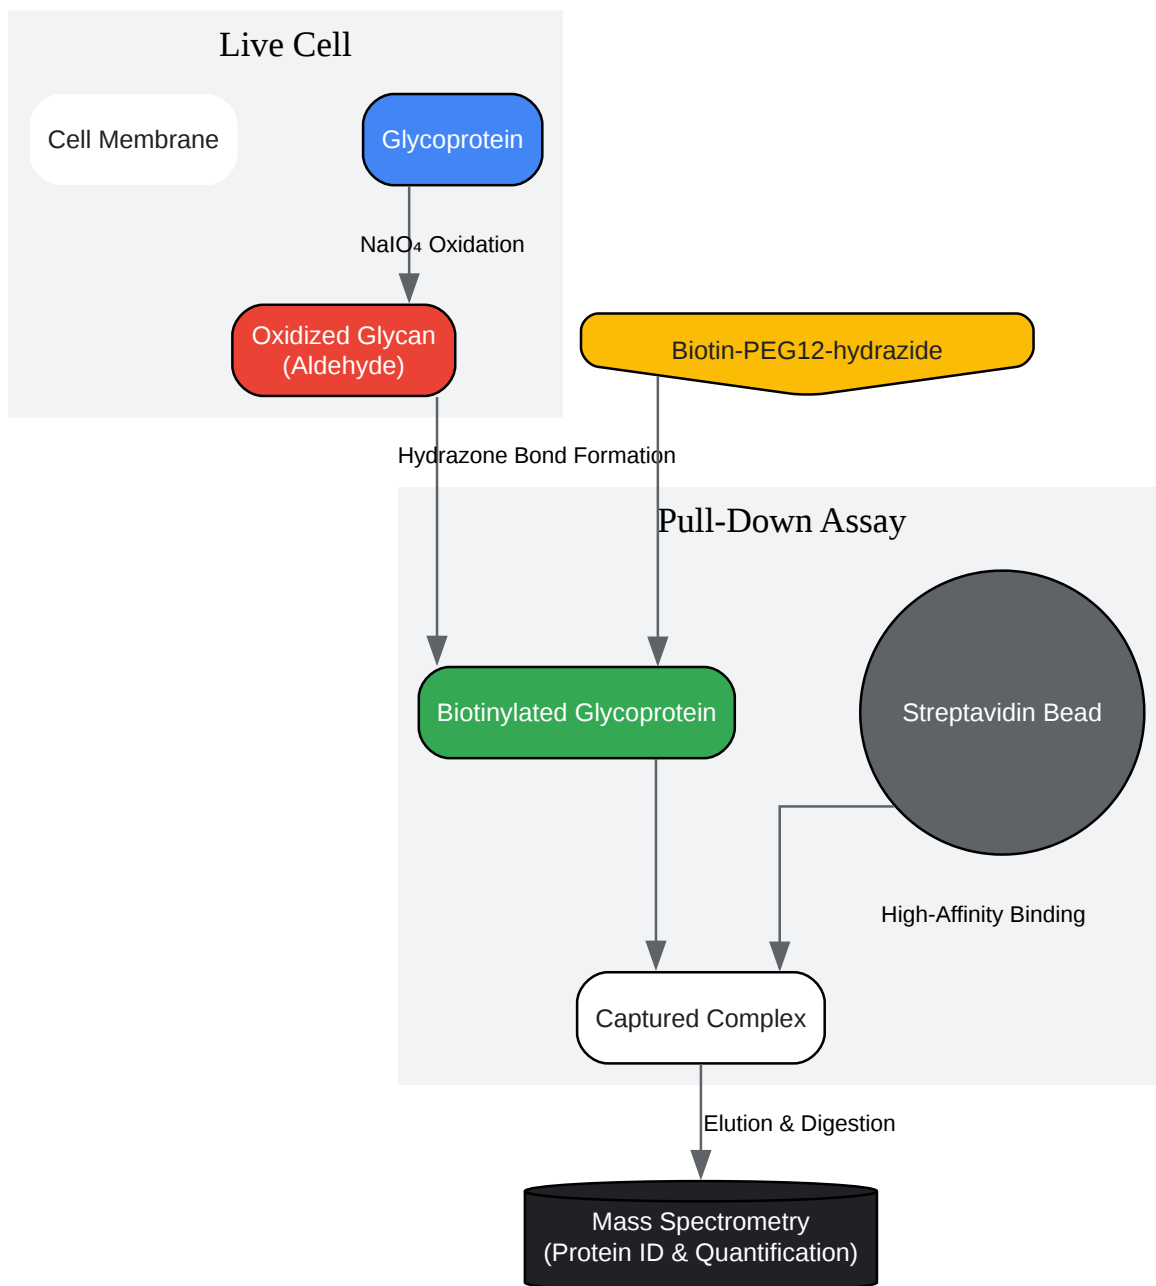 Live Cell
Cell Membrane
Glycoprotein
NaIO₄ Oxidation
Oxidized Glycan
(Aldehyde)
Biotin-PEG12-hydrazide
Hydrazone Bond Formation
Pull-Down Assay
Biotinylated Glycoprotein
Streptavidin Bead
High-Affinity Binding
Captured Complex
Elution & Digestion
Mass Spectrometry
(Protein ID & Quantification)